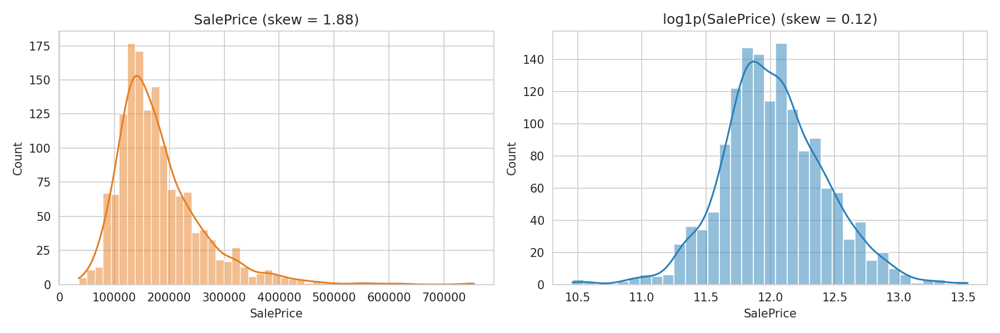 SalePrice (skew = 1.88)
175
150
125
100
75
50
25
0
Count
0 100000 200000 300000 400000 500000 600000 700000
SalePrice
log1p(SalePrice) (skew = 0.12)
140
120
100
80
60
40
20
0
Count
10.5 11.0 11.5 12.0 12.5 13.0 13.5
SalePrice